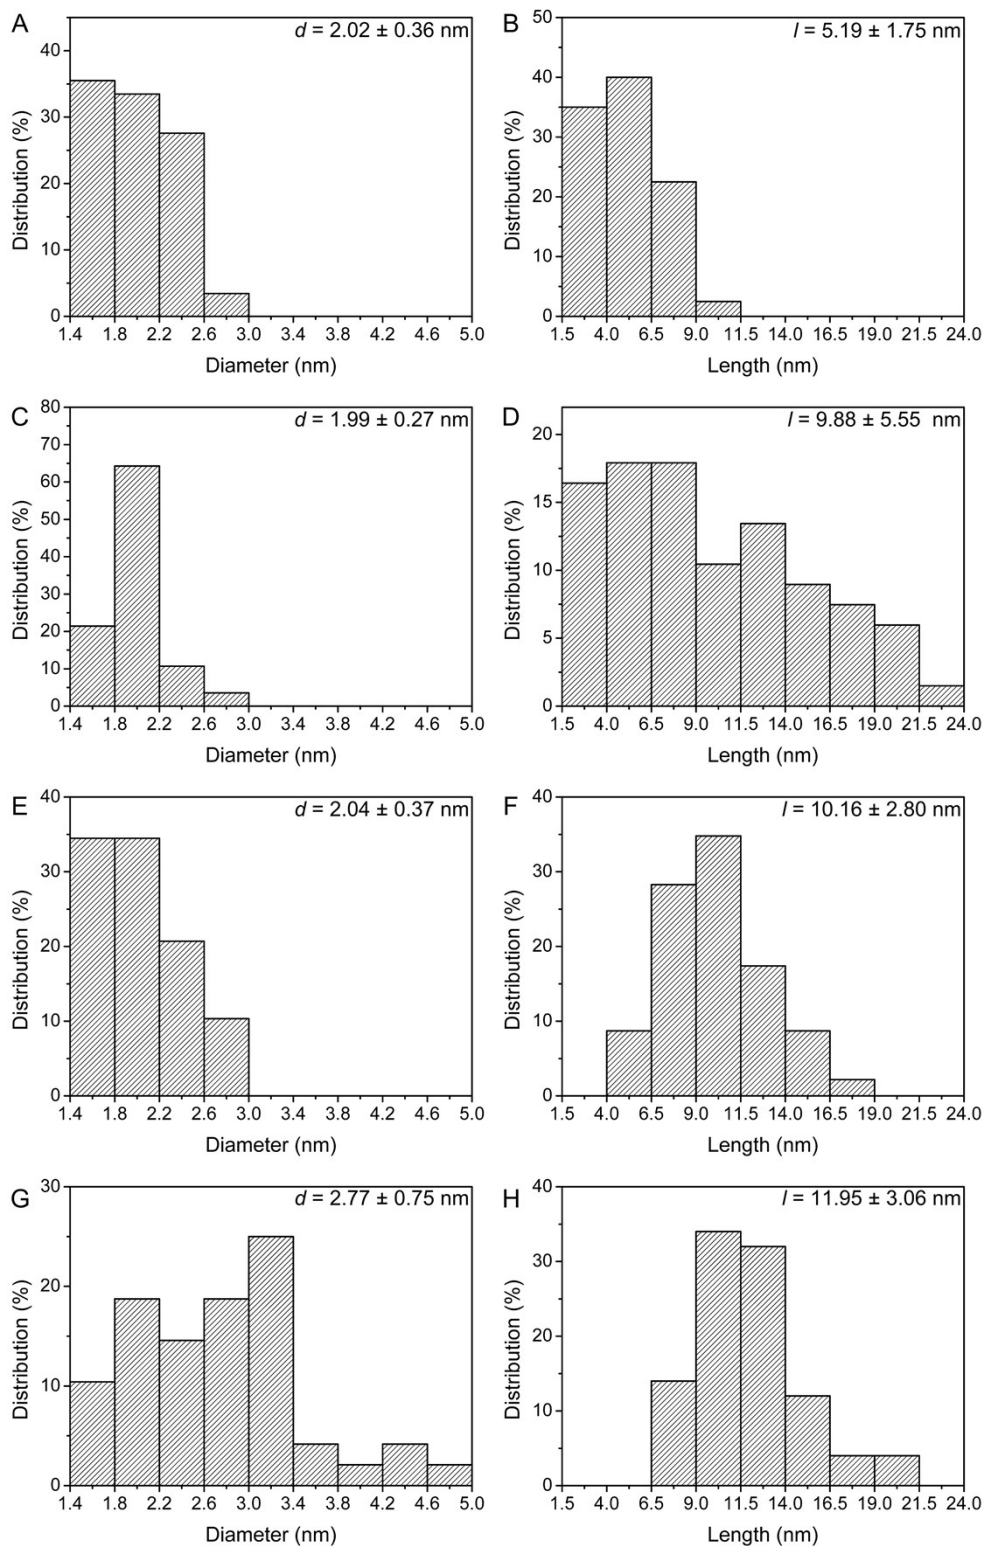 A
d = 2.02 ± 0.36 nm
40
30
20
10
0
Distribution (%)
1.4 1.8 2.2 2.6 3.0 3.4 3.8 4.2 4.6 5.0
Diameter (nm)
B
l = 5.19 ± 1.75 nm
50
40
30
20
10
0
Distribution (%)
1.5 4.0 6.5 9.0 11.5 14.0 16.5 19.0 21.5 24.0
Length (nm)
C
d = 1.99 ± 0.27 nm
80
70
60
50
40
30
20
10
0
Distribution (%)
1.4 1.8 2.2 2.6 3.0 3.4 3.8 4.2 4.6 5.0
Diameter (nm)
D
l = 9.88 ± 5.55 nm
20
15
10
5
0
Distribution (%)
1.5 4.0 6.5 9.0 11.5 14.0 16.5 19.0 21.5 24.0
Length (nm)
E
d = 2.04 ± 0.37 nm
40
30
20
10
0
Distribution (%)
1.4 1.8 2.2 2.6 3.0 3.4 3.8 4.2 4.6 5.0
Diameter (nm)
F
l = 10.16 ± 2.80 nm
40
30
20
10
0
Distribution (%)
1.5 4.0 6.5 9.0 11.5 14.0 16.5 19.0 21.5 24.0
Length (nm)
G
d = 2.77 ± 0.75 nm
30
20
10
0
Distribution (%)
1.4 1.8 2.2 2.6 3.0 3.4 3.8 4.2 4.6 5.0
Diameter (nm)
H
l = 11.95 ± 3.06 nm
40
30
20
10
0
Distribution (%)
1.5 4.0 6.5 9.0 11.5 14.0 16.5 19.0 21.5 24.0
Length (nm)